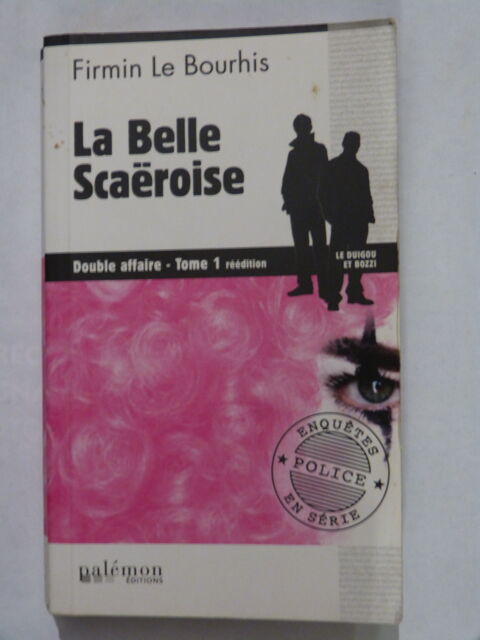 Firmin Le Bourhis
La Belle
Scaëroise
Double affaire - Tome 1 réédition
LE DUIGOU
ET BOZZI
ENQUÊTES
POLICE
EN SÉRIE
palémon
ÉDITIONS